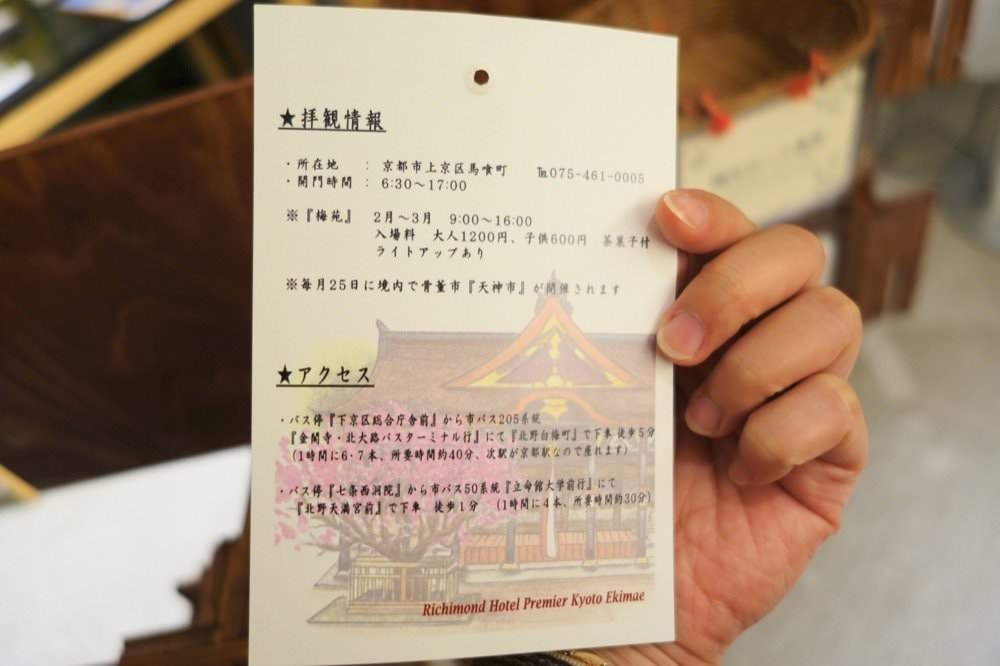 ★拝観情報
・所在地　：　京都市上京区馬喰町　　℡075-461-0005
・開門時間　：　6:30～17:00
※『梅苑』　2月～3月　9:00～16:00
入場料　大人1200円、子供600円　茶菓子付
ライトアップあり
※毎月25日に境内で骨董市『天神市』が開催されます
★アクセス
・バス停『下京区総合庁舎前』から市バス205系統
『金閣寺・北大路バスターミナル行』にて『北野白梅町』で下車 徒歩5分
（1時間に6・7本、所要時間約40分、次駅が京都駅なので座れます）
・バス停『七条西洞院』から市バス50系統『立命館大学前行』にて
『北野天満宮前』で下車　徒歩1分　（1時間に4本、所要時間約30分）
Richimond Hotel Premier Kyoto Ekimae